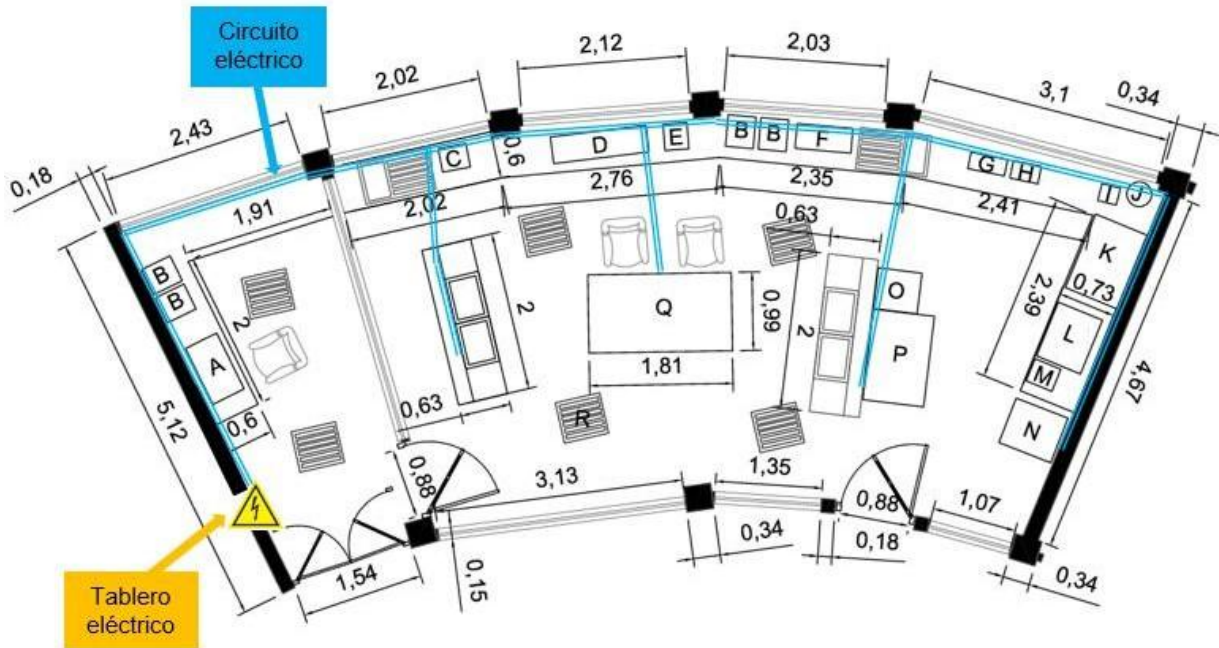 Circuito
eléctrico
2,12
2,03
2,02
3,1
0,34
2,43
0,18
C
0,6
D
E
B
B
F
G
H
I
J
1,91
2,02
2,76
2,35
2,41
0,63
B
B
K
0,73
2
A
2
Q
0,99
2
O
2,39
L
P
M
4,67
5,12
1,81
0,6
0,63
R
N
0,88
3,13
1,35
0,88
1,07
0,34
0,18
0,34
1,54
0,15
Tablero
eléctrico